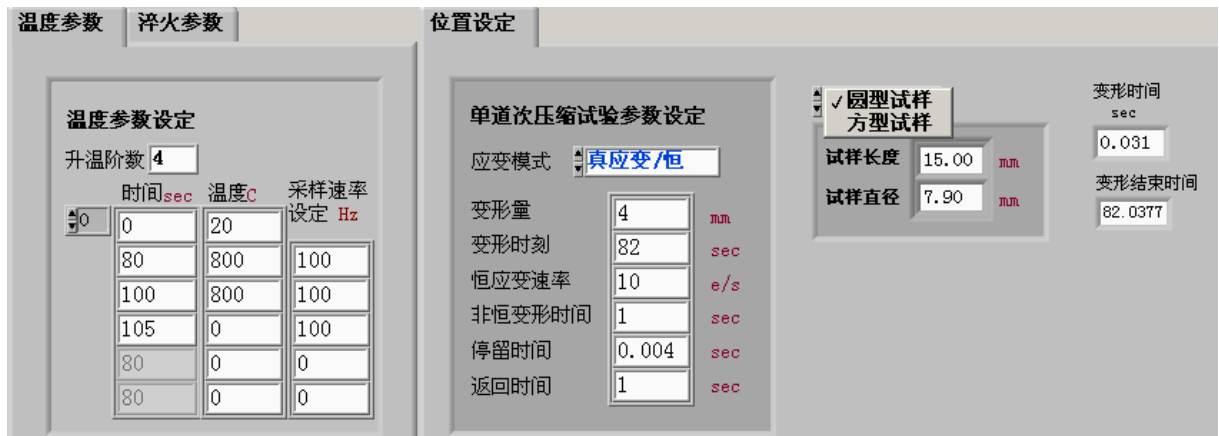 温度参数 淬火参数
温度参数设定
升温阶数 4
时间sec 温度C 采样速率设定 Hz
0 0 20
80 800 100
100 800 100
105 0 100
80 0 0
80 0 0
位置设定
单道次压缩试验参数设定
应变模式 真应变/恒
变形量 4 mm
变形时刻 82 sec
恒应变速率 10 e/s
非恒变形时间 1 sec
停留时间 0.004 sec
返回时间 1 sec
√圆型试样
方型试样
试样长度 15.00 mm
试样直径 7.90 mm
变形时间
sec
0.031
变形结束时间
82.0377